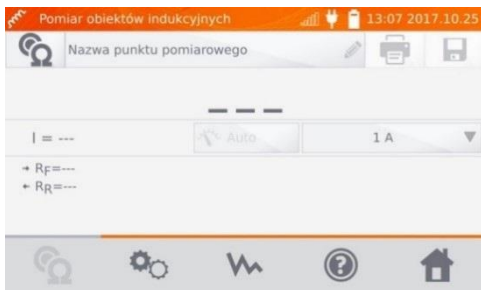 Pomiar obiektów indukcyjnych 13:07 2017.10.25
Nazwa punktu pomiarowego
---
I = --- Auto 1 A
→ RF=---
← RR=---